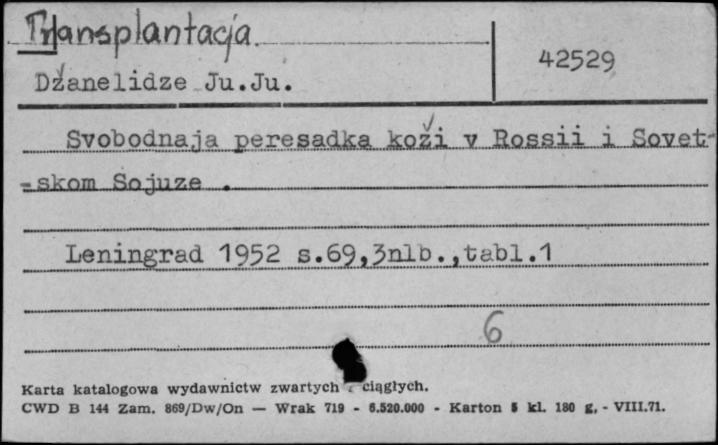 Transplantacja
42529
Džanelidze Ju.Ju.
Svobodnaja peresadka koži v Rossii i Sovet-
-skom Sojuze .
Leningrad 1952 s.69,3nlb.,tabl.1
6
Karta katalogowa wydawnictw zwartych i ciągłych.
CWD B 144 Zam. 869/Dw/On — Wrak 719 - 6.520.000 - Karton 5 kl. 180 g, - VIII.71.